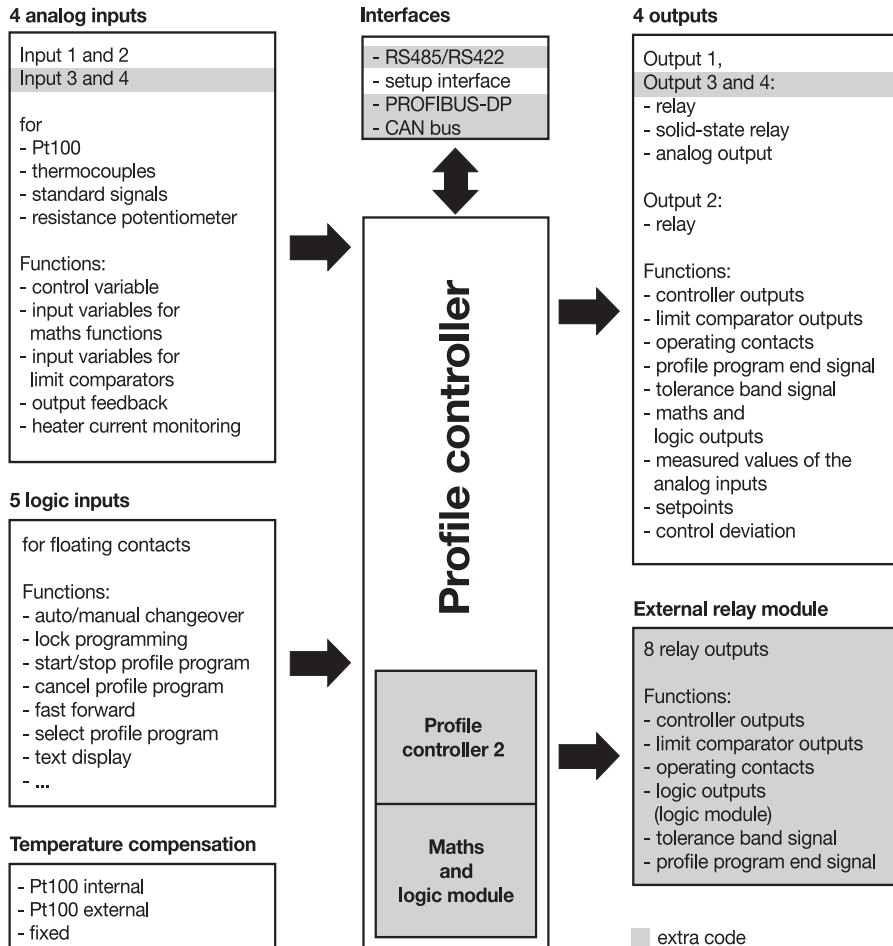 4 analog inputs
Input 1 and 2
Input 3 and 4
for
- Pt100
- thermocouples
- standard signals
- resistance potentiometer
Functions:
- control variable
- input variables for
maths functions
- input variables for
limit comparators
- output feedback
- heater current monitoring
5 logic inputs
for floating contacts
Functions:
- auto/manual changeover
- lock programming
- start/stop profile program
- cancel profile program
- fast forward
- select profile program
- text display
- ...
Temperature compensation
- Pt100 internal
- Pt100 external
- fixed
Interfaces
- RS485/RS422
- setup interface
- PROFIBUS-DP
- CAN bus
Profile controller
Profile
controller 2
Maths
and
logic module
4 outputs
Output 1,
Output 3 and 4:
- relay
- solid-state relay
- analog output
Output 2:
- relay
Functions:
- controller outputs
- limit comparator outputs
- operating contacts
- profile program end signal
- tolerance band signal
- maths and
logic outputs
- measured values of the
analog inputs
- setpoints
- control deviation
External relay module
8 relay outputs
Functions:
- controller outputs
- limit comparator outputs
- operating contacts
- logic outputs
(logic module)
- tolerance band signal
- profile program end signal
extra code